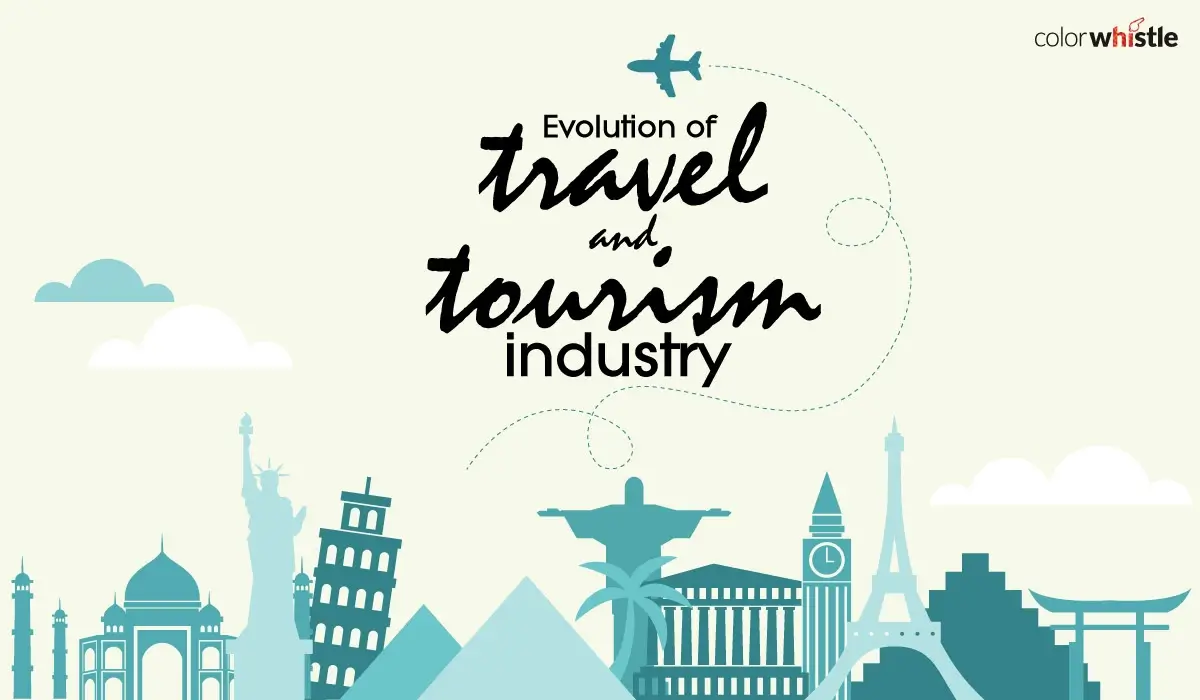 colorwhistle
Evolution of
travel
and
tourism
industry